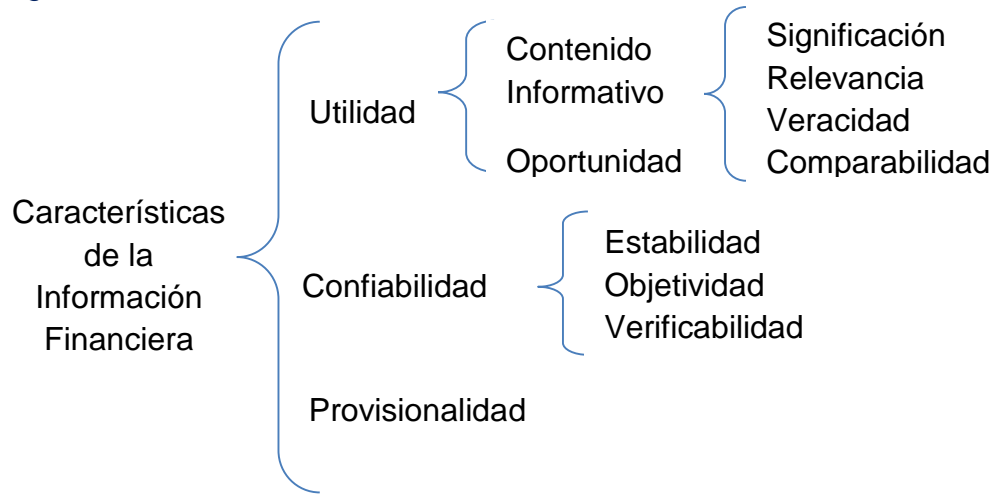 Características
de la
Información
Financiera
Utilidad
Contenido
Informativo
Oportunidad
Significación
Relevancia
Veracidad
Comparabilidad
Confiabilidad
Estabilidad
Objetividad
Verificabilidad
Provisionalidad